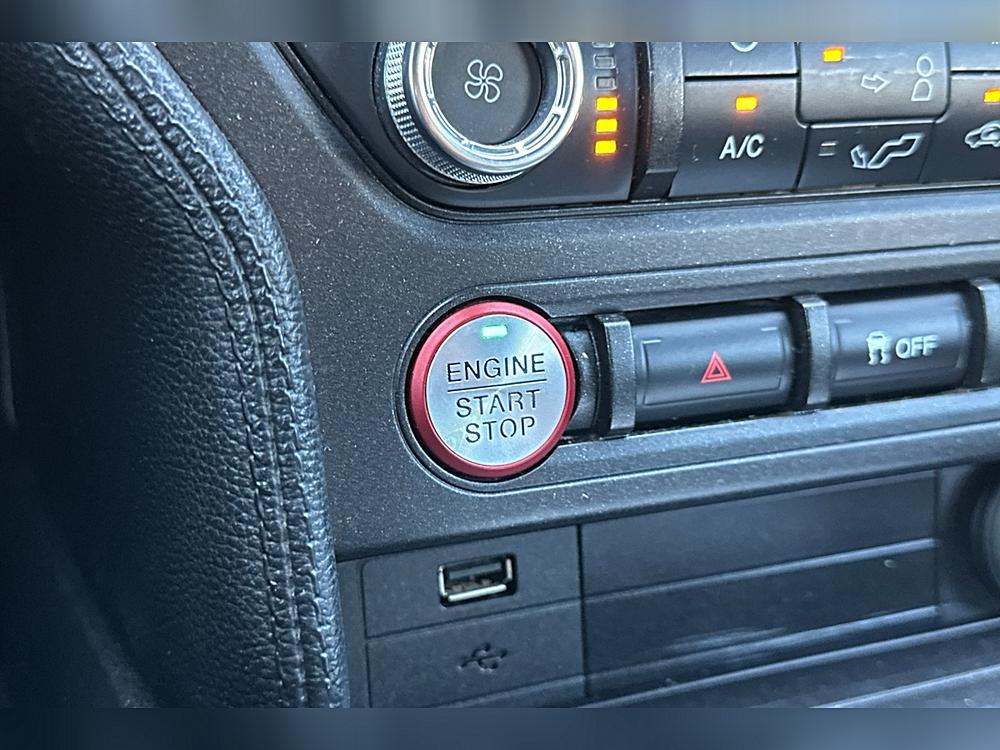 A/C
ENGINE
START
STOP
OFF